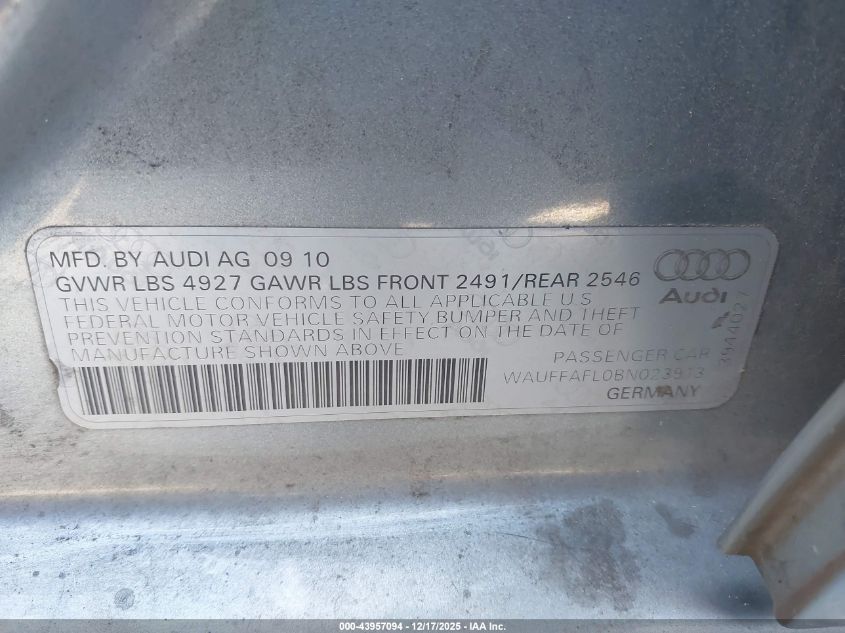 MFD. BY AUDI AG 09 10
GVWR LBS 4927 GAWR LBS FRONT 2491/REAR 2546
THIS VEHICLE CONFORMS TO ALL APPLICABLE U.S
FEDERAL MOTOR VEHICLE SAFETY BUMPER AND THEFT
PREVENTION STANDARDS IN EFFECT ON THE DATE OF
MANUFACTURE SHOWN ABOVE
Audi
3944027
PASSENGER CAR
WAUFFAFL0BN023913
GERMANY
000-43957094 - 12/17/2025 - IAA Inc.